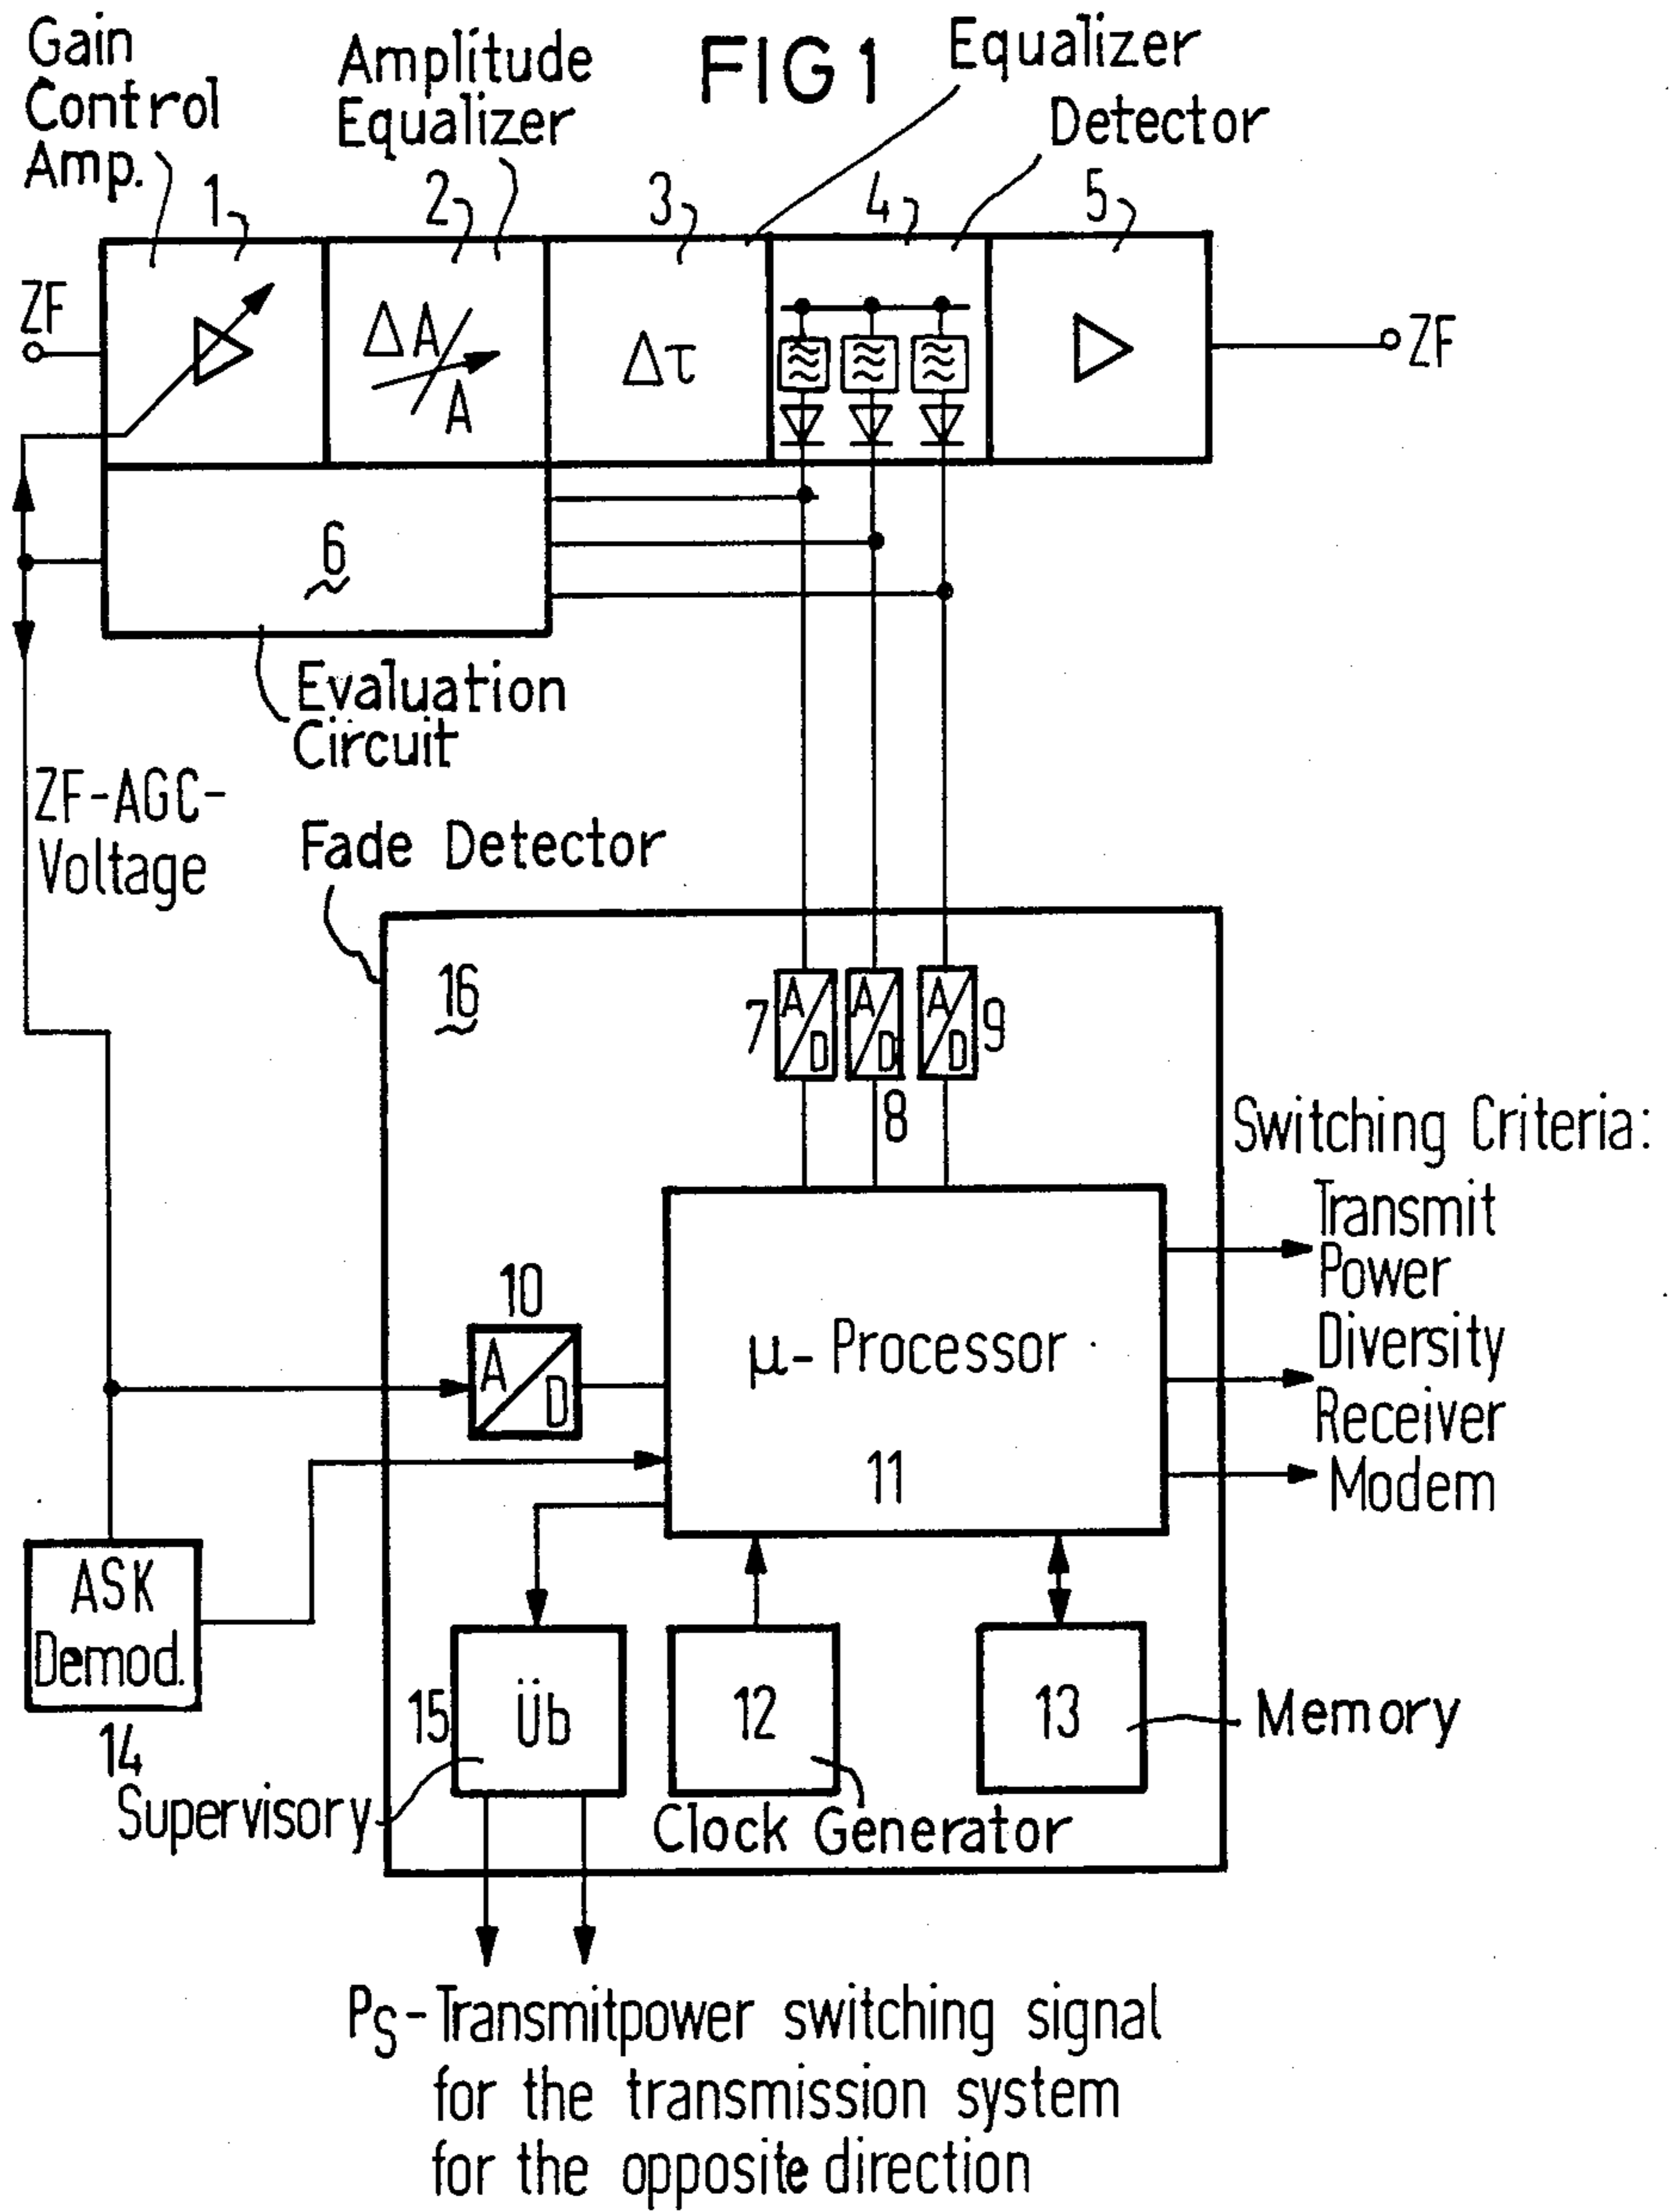 FIG 1
Gain
Control
Amp.
Amplitude
Equalizer
Equalizer
Detector
1
2
3
4
5
ZF
ΔA
A
Δτ
ZF
6
Evaluation
Circuit
ZF-AGC-
Voltage
Fade Detector
16
7
A
D
A
D
8
A
D
9
Switching Criteria:
Transmit
Power
Diversity
Receiver
Modem
10
A
D
μ- Processor
11
ASK
Demod.
14
15
Üb
12
13
Memory
Supervisory
Clock Generator
PS-Transmitpower switching signal
for the transmission system
for the opposite direction